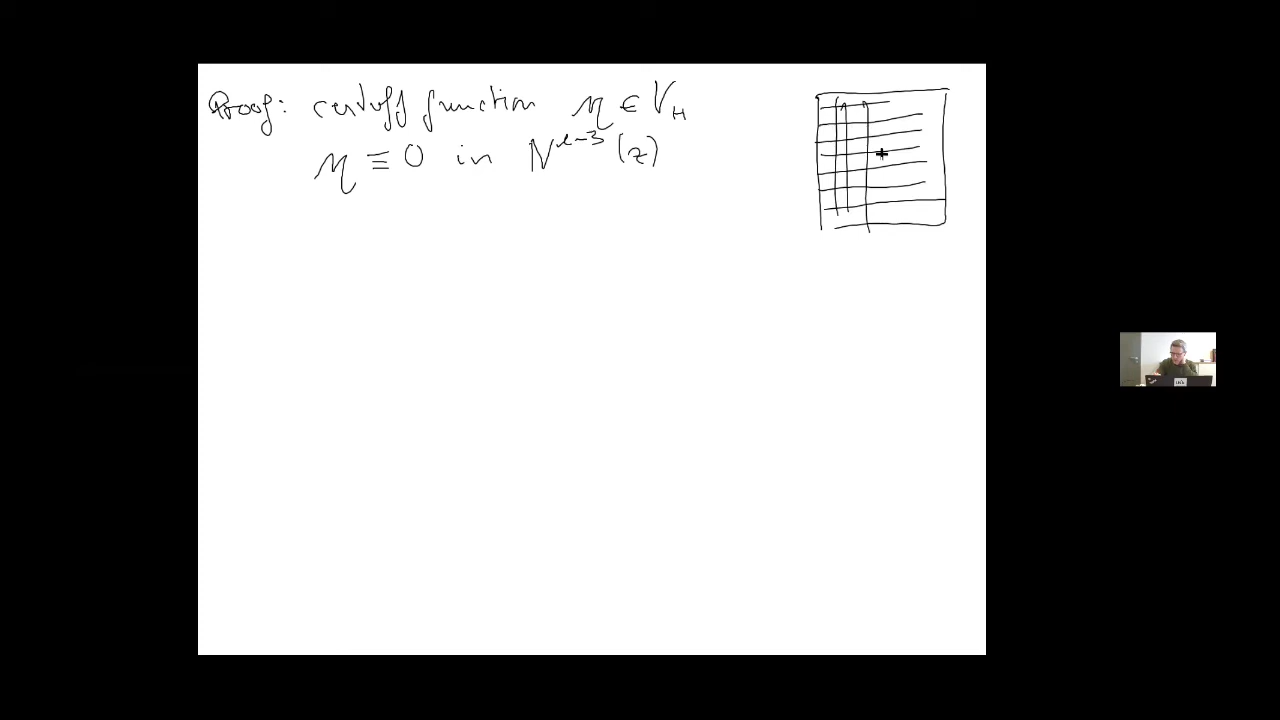 Proof: cutoff function η ∈ V_H
η ≡ 0 in N^{ℓ-3}(z)